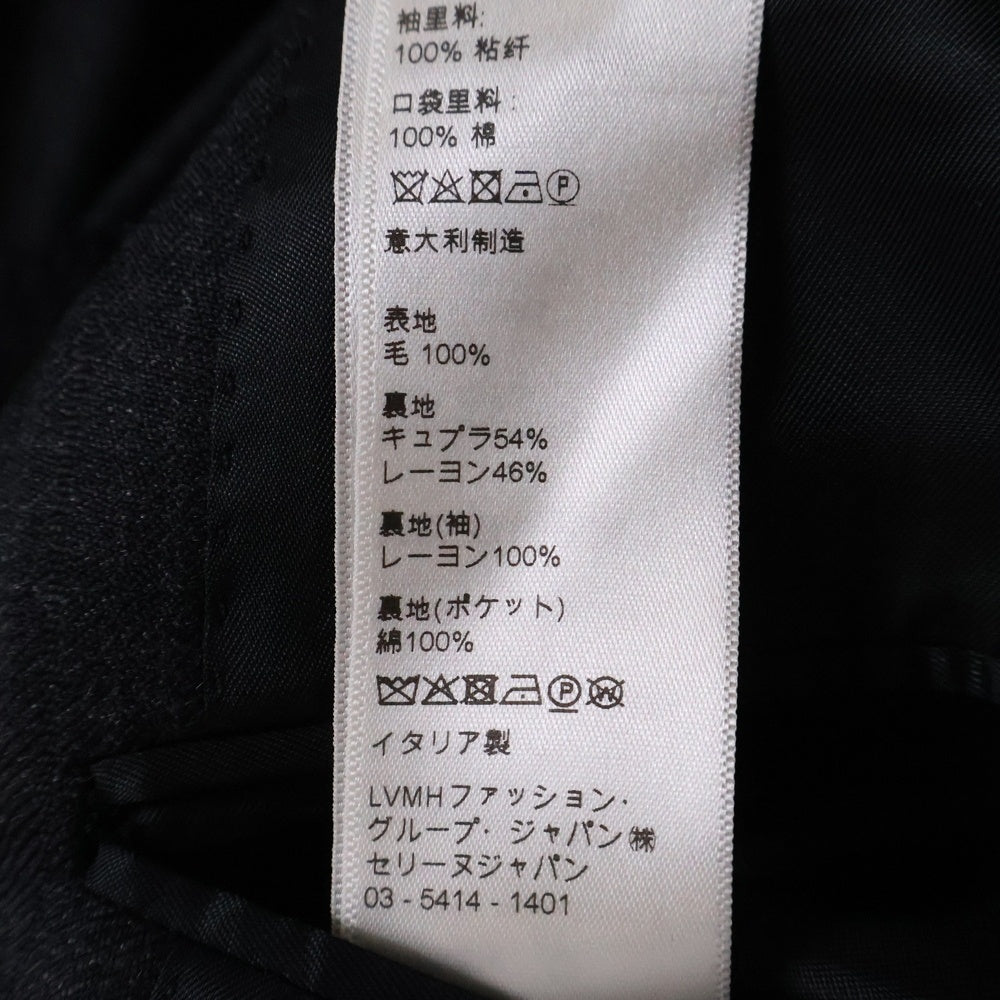 袖里料:
100% 粘纤
口袋里料:
100% 棉
P
意大利制造
表地
毛 100%
裏地
キュプラ54%
レーヨン46%
裏地(袖)
レーヨン100%
裏地(ポケット)
綿100%
P W
イタリア製
LVMHファッション・
グループ・ジャパン㈱
セリーヌジャパン
03 - 5414 - 1401